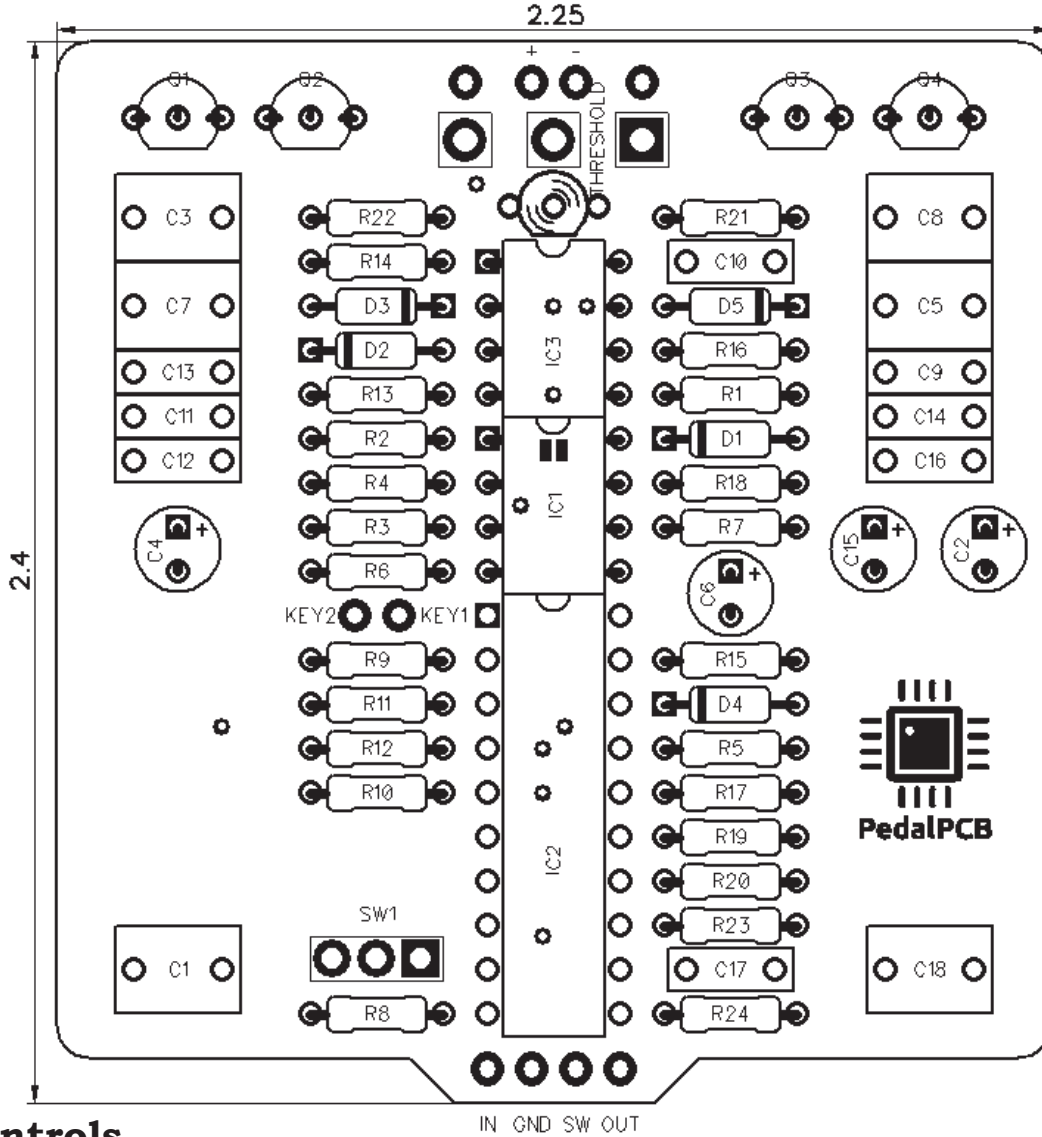 2.25
+ -
Q1 Q2 Q3 Q4
THRESHOLD
C3 R22 R21 C8
R14 C10
C7 D3 D5 C5
D2 IC3 R16
C13 R13 R1 C9
C11 R2 D1 C14
C12 R4 R18 C16
IC1
C4 + R3 R7 C15 + C2 +
2.4
R6 C6 +
KEY2 KEY1
R9 R15
R11 D4
R12 R5
R10 R17
PedalPCB
R19
IC2
R20
SW1 R23
C1 C17 C18
R8 R24
IN GND SW OUT
ntrols